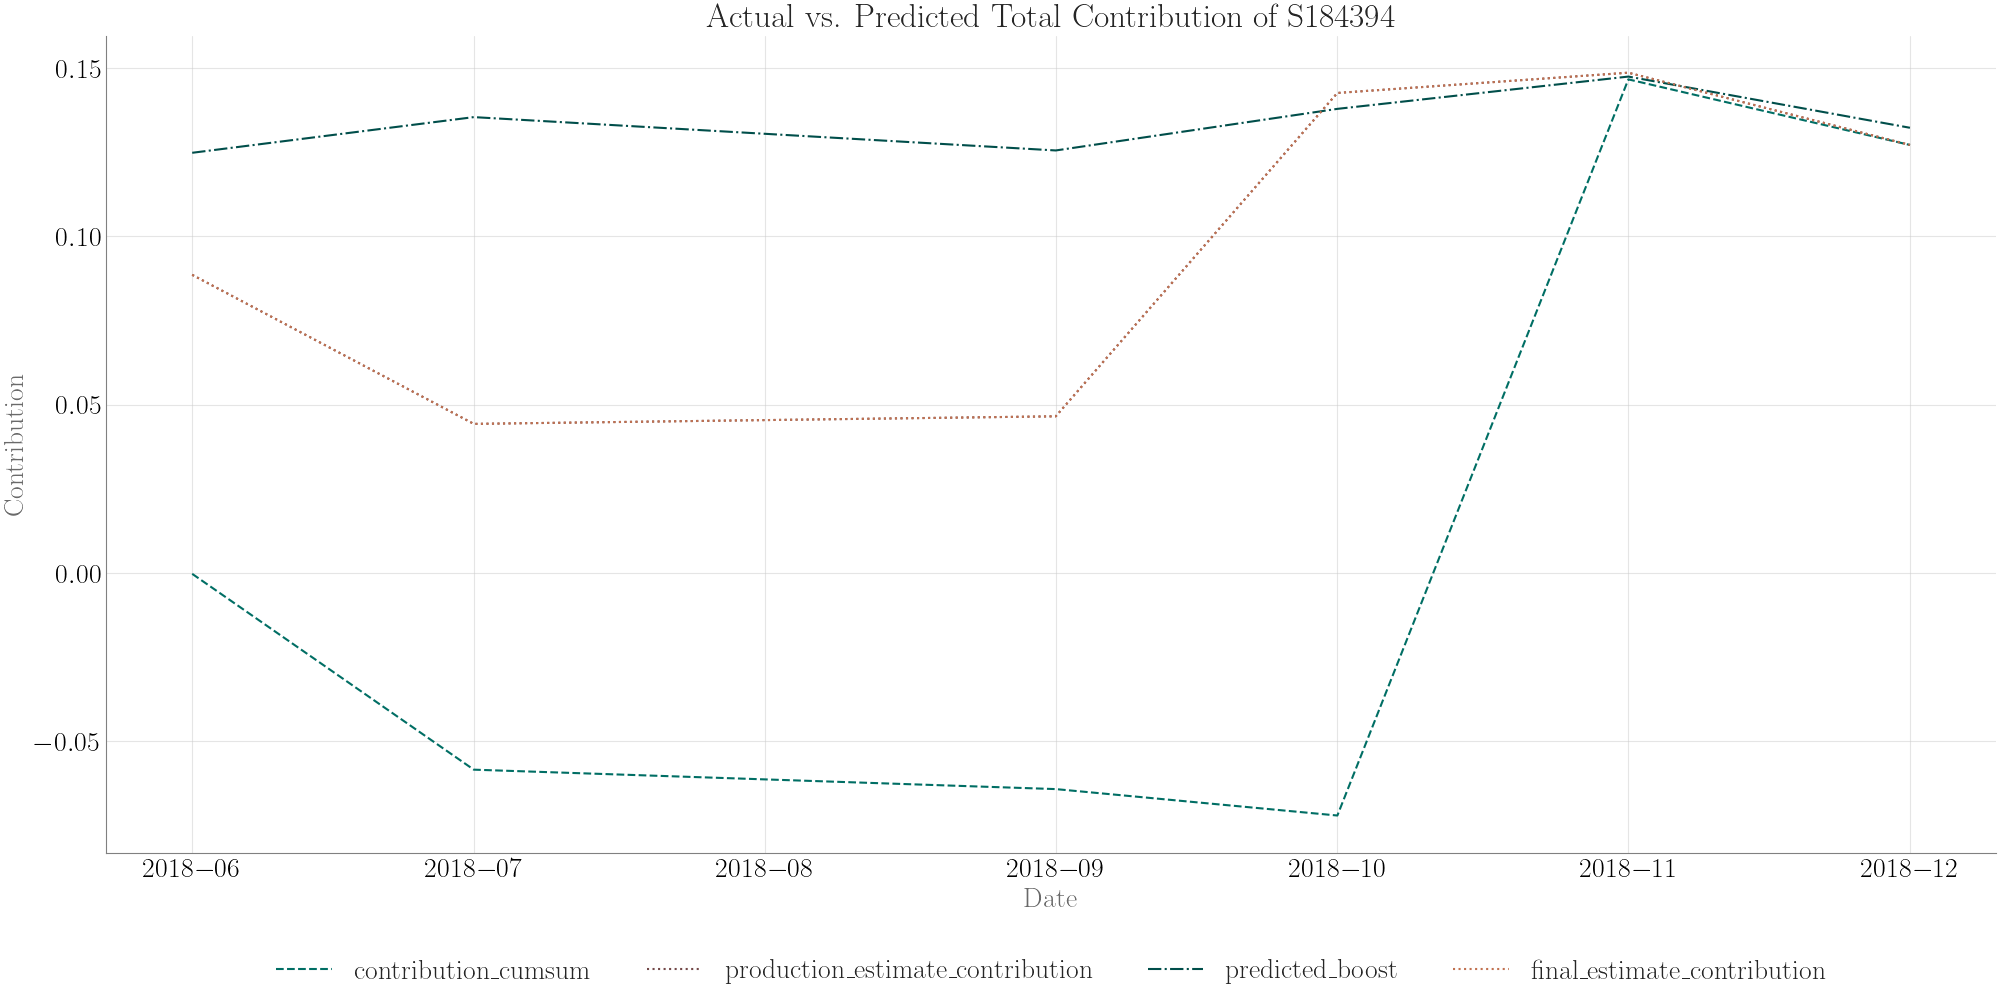 Actual vs. Predicted Total Contribution of S184394
0.15
0.10
0.05
0.00
−0.05
Contribution
2018−06 2018−07 2018−08 2018−09 2018−10 2018−11 2018−12
Date
contribution_cumsum production_estimate_contribution predicted_boost final_estimate_contribution